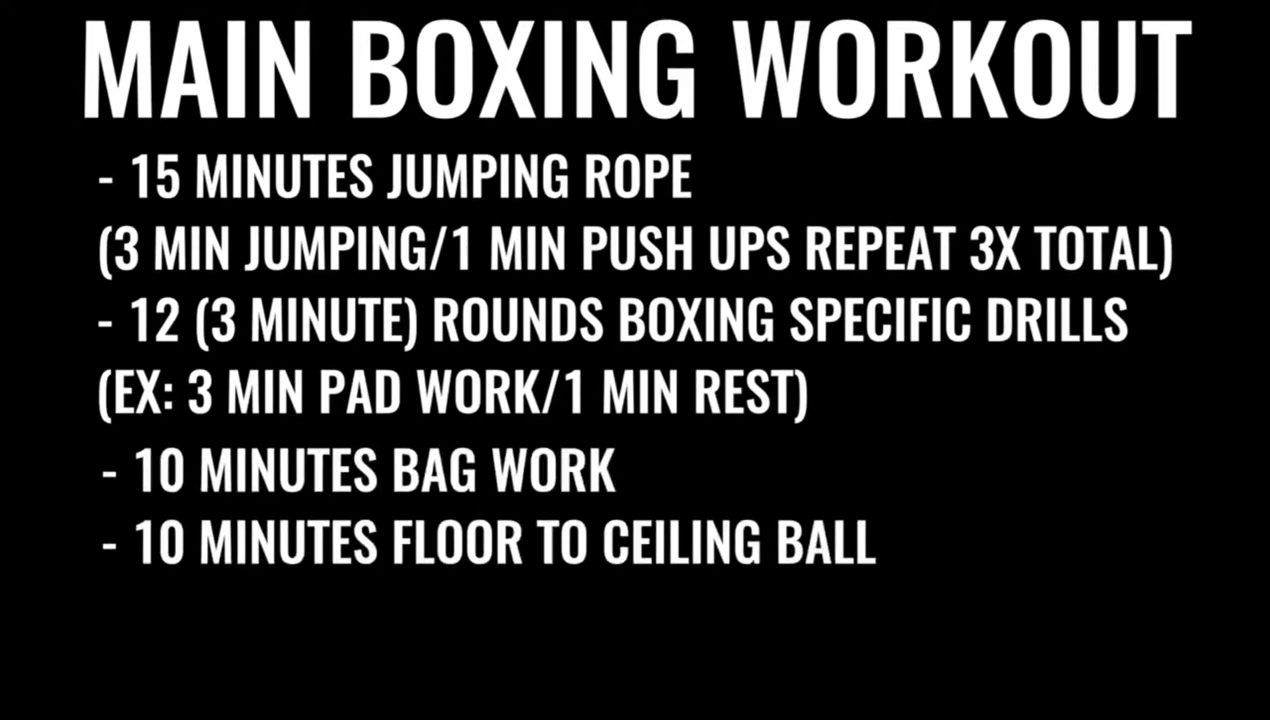 MAIN BOXING WORKOUT
- 15 MINUTES JUMPING ROPE
(3 MIN JUMPING/1 MIN PUSH UPS REPEAT 3X TOTAL)
- 12 (3 MINUTE) ROUNDS BOXING SPECIFIC DRILLS
(EX: 3 MIN PAD WORK/1 MIN REST)
- 10 MINUTES BAG WORK
- 10 MINUTES FLOOR TO CEILING BALL